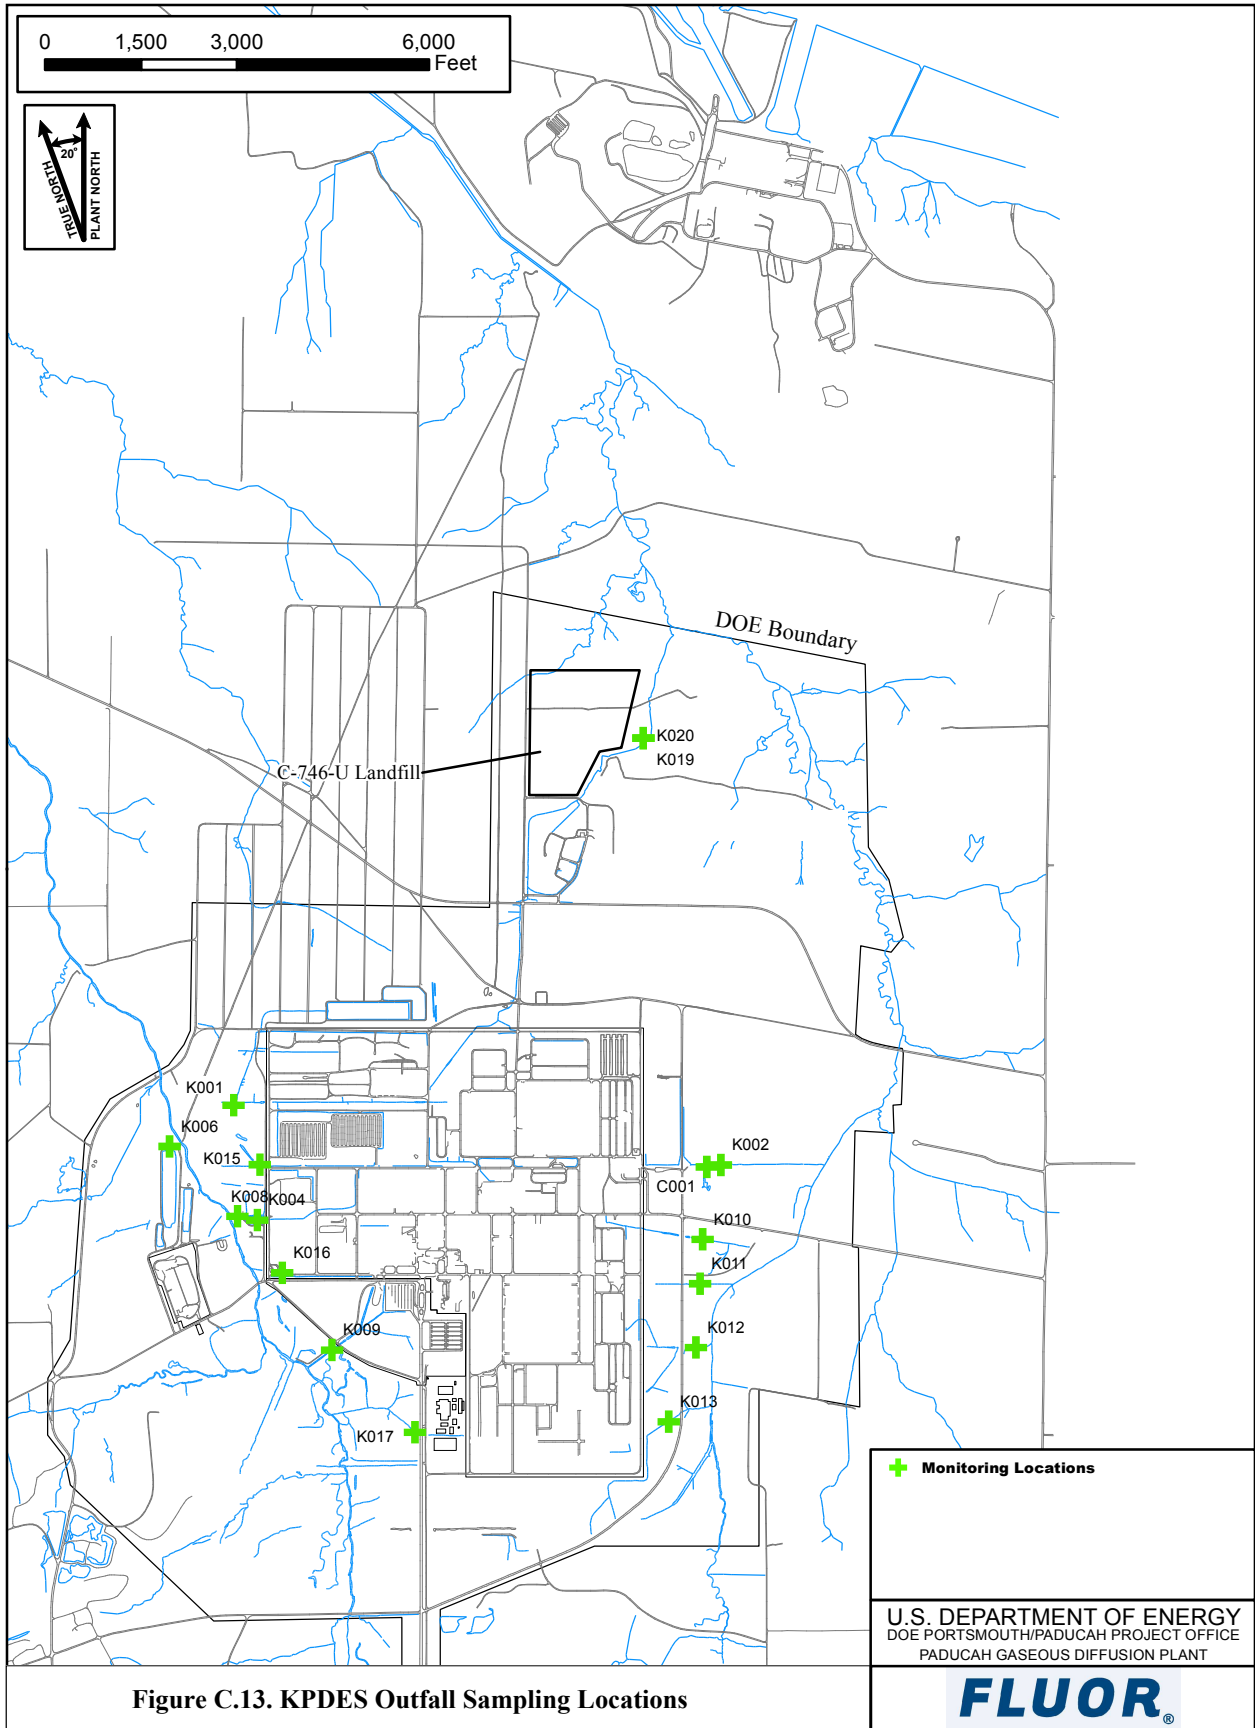 0 1,500 3,000 6,000
Feet
20°
TRUE NORTH
PLANT NORTH
DOE Boundary
K020
K019
C-746-U Landfill
K001
K006
K015
K002
C001
K008
K004
K010
K016
K011
K009
K012
K013
K017
Monitoring Locations
U.S. DEPARTMENT OF ENERGY
DOE PORTSMOUTH/PADUCAH PROJECT OFFICE
PADUCAH GASEOUS DIFFUSION PLANT
Figure C.13. KPDES Outfall Sampling Locations
FLUOR®